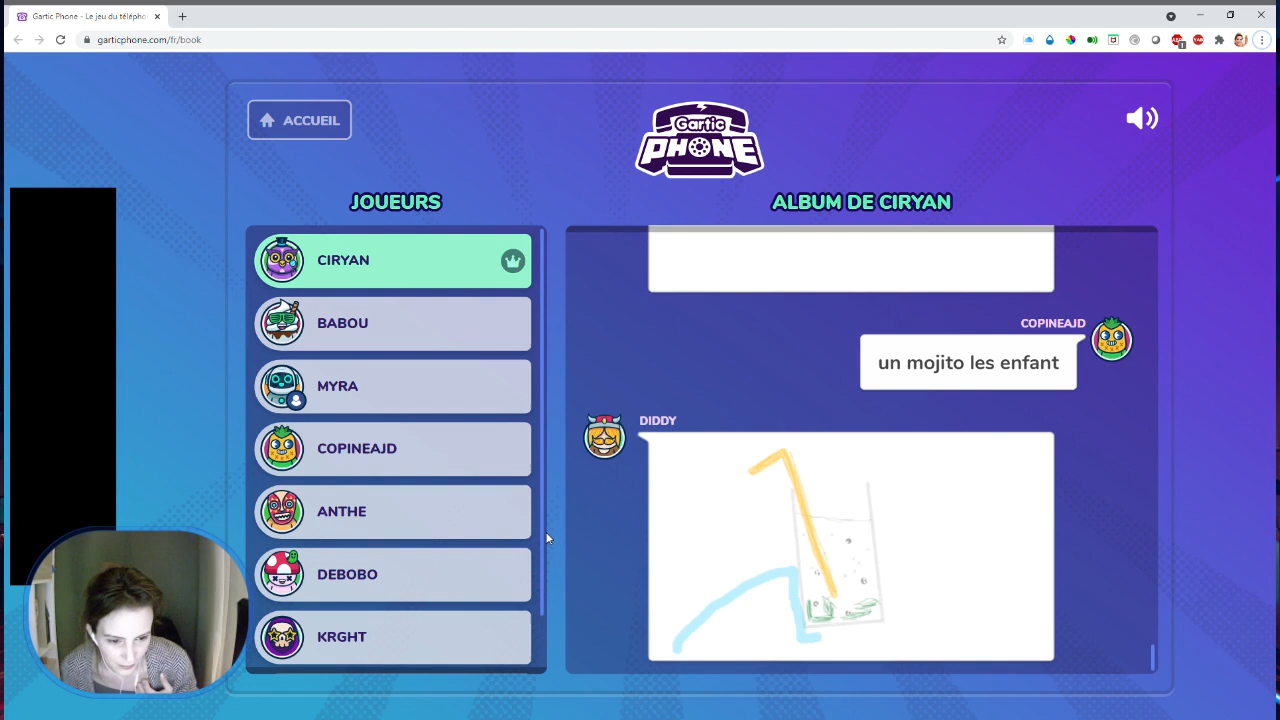 Gartic Phone - Le jeu du télépho
garticphone.com/fr/book
ACCUEIL
Gartic
PHONE
JOUEURS
ALBUM DE CIRYAN
CIRYAN
BABOU
MYRA
COPINEAJD
ANTHE
DEBOBO
KRGHT
COPINEAJD
un mojito les enfant
DIDDY